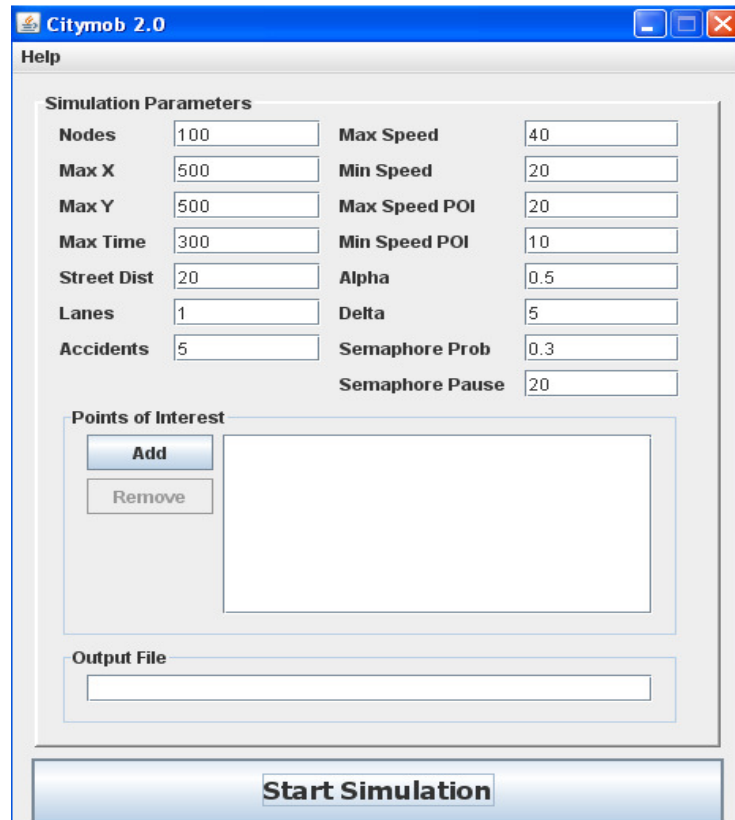 Citymob 2.0
Help
Simulation Parameters
Nodes 100 Max Speed 40
Max X 500 Min Speed 20
Max Y 500 Max Speed POI 20
Max Time 300 Min Speed POI 10
Street Dist 20 Alpha 0.5
Lanes 1 Delta 5
Accidents 5 Semaphore Prob 0.3
Semaphore Pause 20
Points of Interest
Add
Remove
Output File
Start Simulation